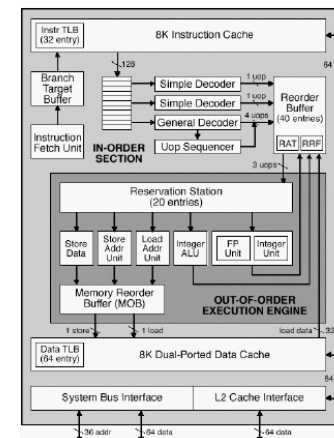 Instr TLB
(32 entry)
8K Instruction Cache
128
64
Branch
Target
Buffer
Simple Decoder
1 uop
Simple Decoder
1 uop
General Decoder
4 uops
Reorder
Buffer
(40 entries)
Instruction
Fetch Unit
IN-ORDER
SECTION
Uop Sequencer
RAT
RRF
3 uops
Reservation Station
(20 entries)
Store
Data
Store
Addr
Unit
Load
Addr
Unit
Integer
ALU
FP
Unit
Integer
Unit
Memory Reorder
Buffer (MOB)
OUT-OF-ORDER
EXECUTION ENGINE
1 store
1 load
load data
32
Data TLB
(64 entry)
8K Dual-Ported Data Cache
64
System Bus Interface
L2 Cache Interface
36 addr
64 data
64 data